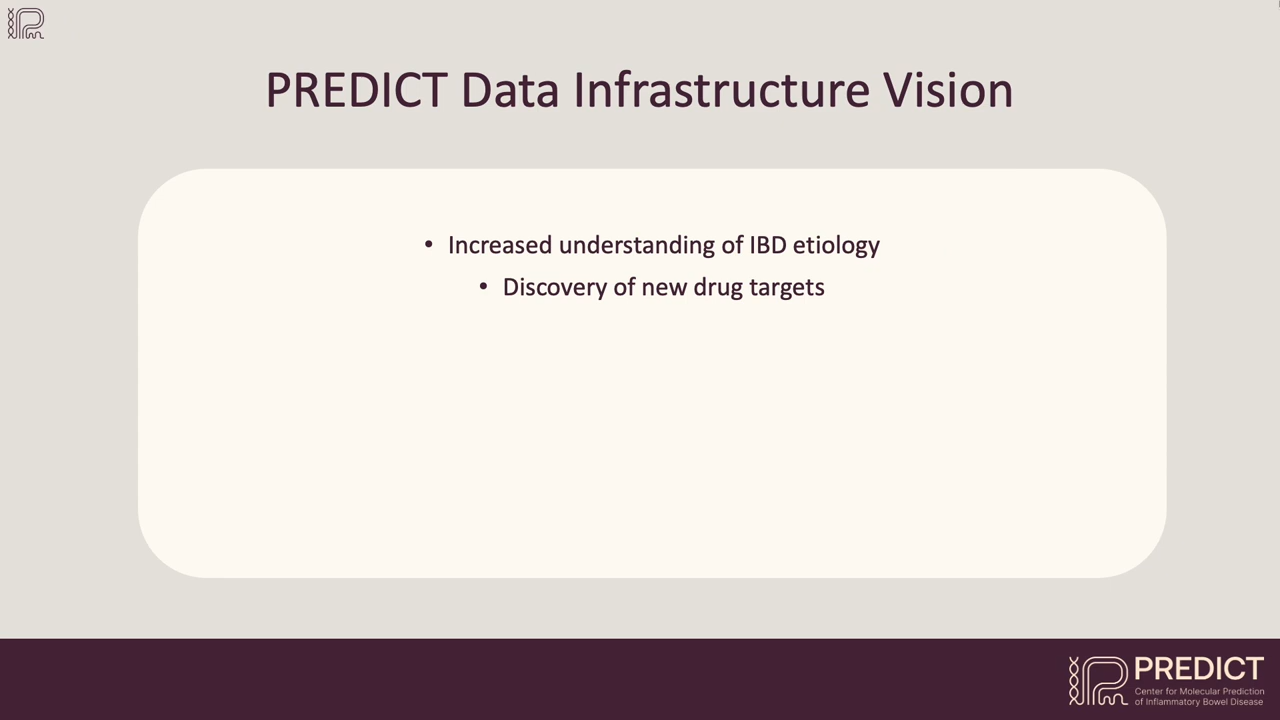 PREDICT Data Infrastructure Vision
• Increased understanding of IBD etiology
• Discovery of new drug targets
PREDICT
Center for Molecular Prediction
of Inflammatory Bowel Disease